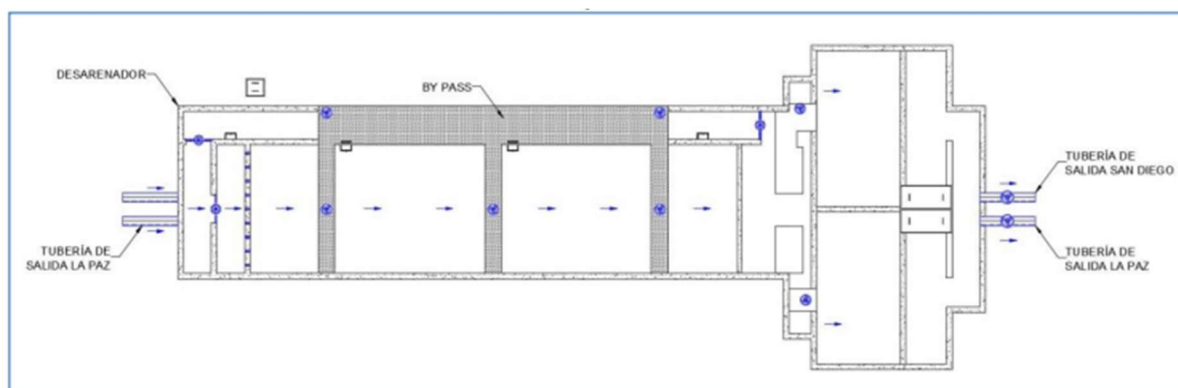 DESARENADOR
BY PASS
TUBERÍA DE
SALIDA SAN DIEGO
TUBERÍA DE
SALIDA LA PAZ
TUBERÍA DE
SALIDA LA PAZ